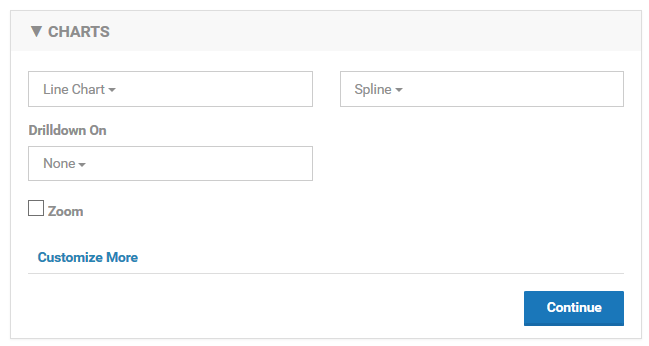 CHARTS
Line Chart
Spline
Drilldown On
None
Zoom
Customize More
Continue